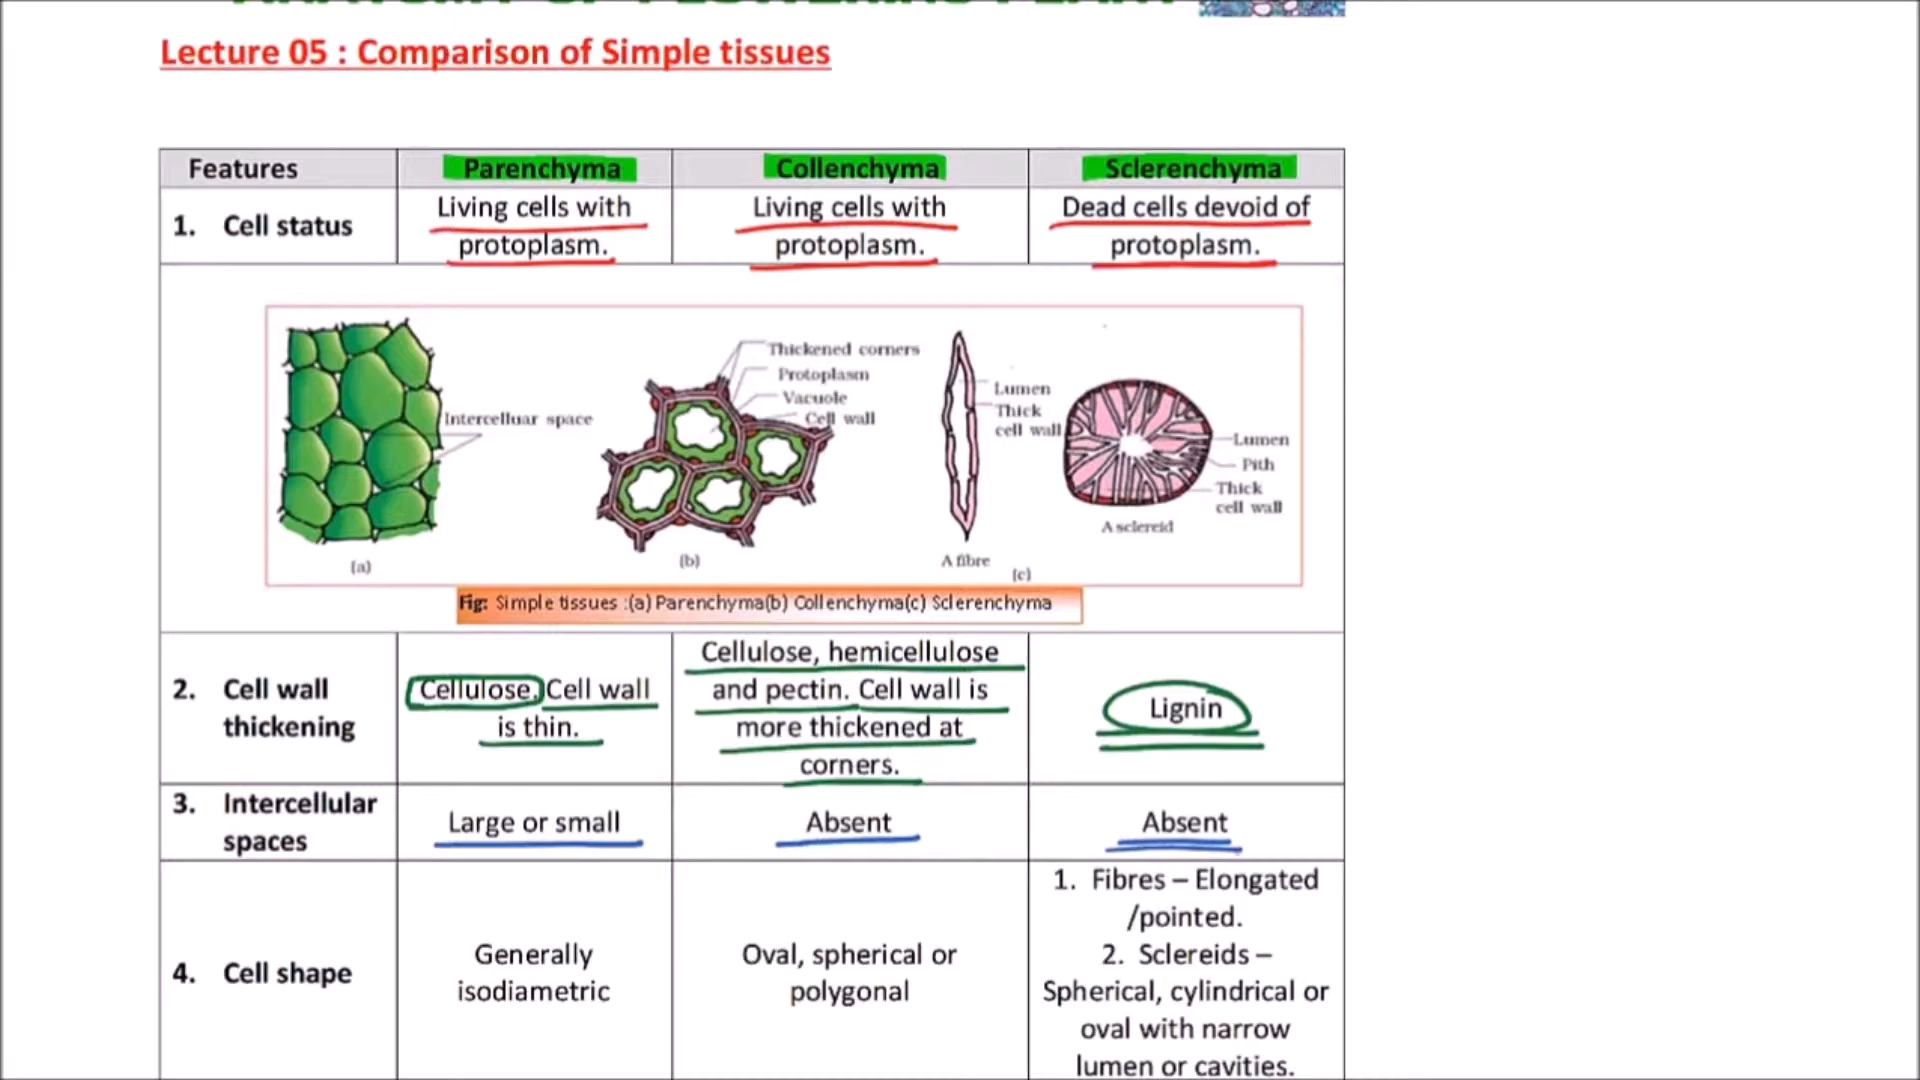 Lecture 05 : Comparison of Simple tissues
Features
Parenchyma
Collenchyma
Sclerenchyma
1. Cell status
Living cells with
protoplasm.
Living cells with
protoplasm.
Dead cells devoid of
protoplasm.
Intercelluar space
(a)
Thickened corners
Protoplasm
Vacuole
Cell wall
(b)
Lumen
Thick
cell wall
A fibre
(c)
Lumen
Pith
Thick
cell wall
A sclereid
Fig: Simple tissues :(a) Parenchyma(b) Collenchyma(c) Sclerenchyma
2. Cell wall
thickening
Cellulose. Cell wall
is thin.
Cellulose, hemicellulose
and pectin. Cell wall is
more thickened at
corners.
Lignin
3. Intercellular
spaces
Large or small
Absent
Absent
4. Cell shape
Generally
isodiametric
Oval, spherical or
polygonal
1. Fibres – Elongated
/pointed.
2. Sclereids –
Spherical, cylindrical or
oval with narrow
lumen or cavities.